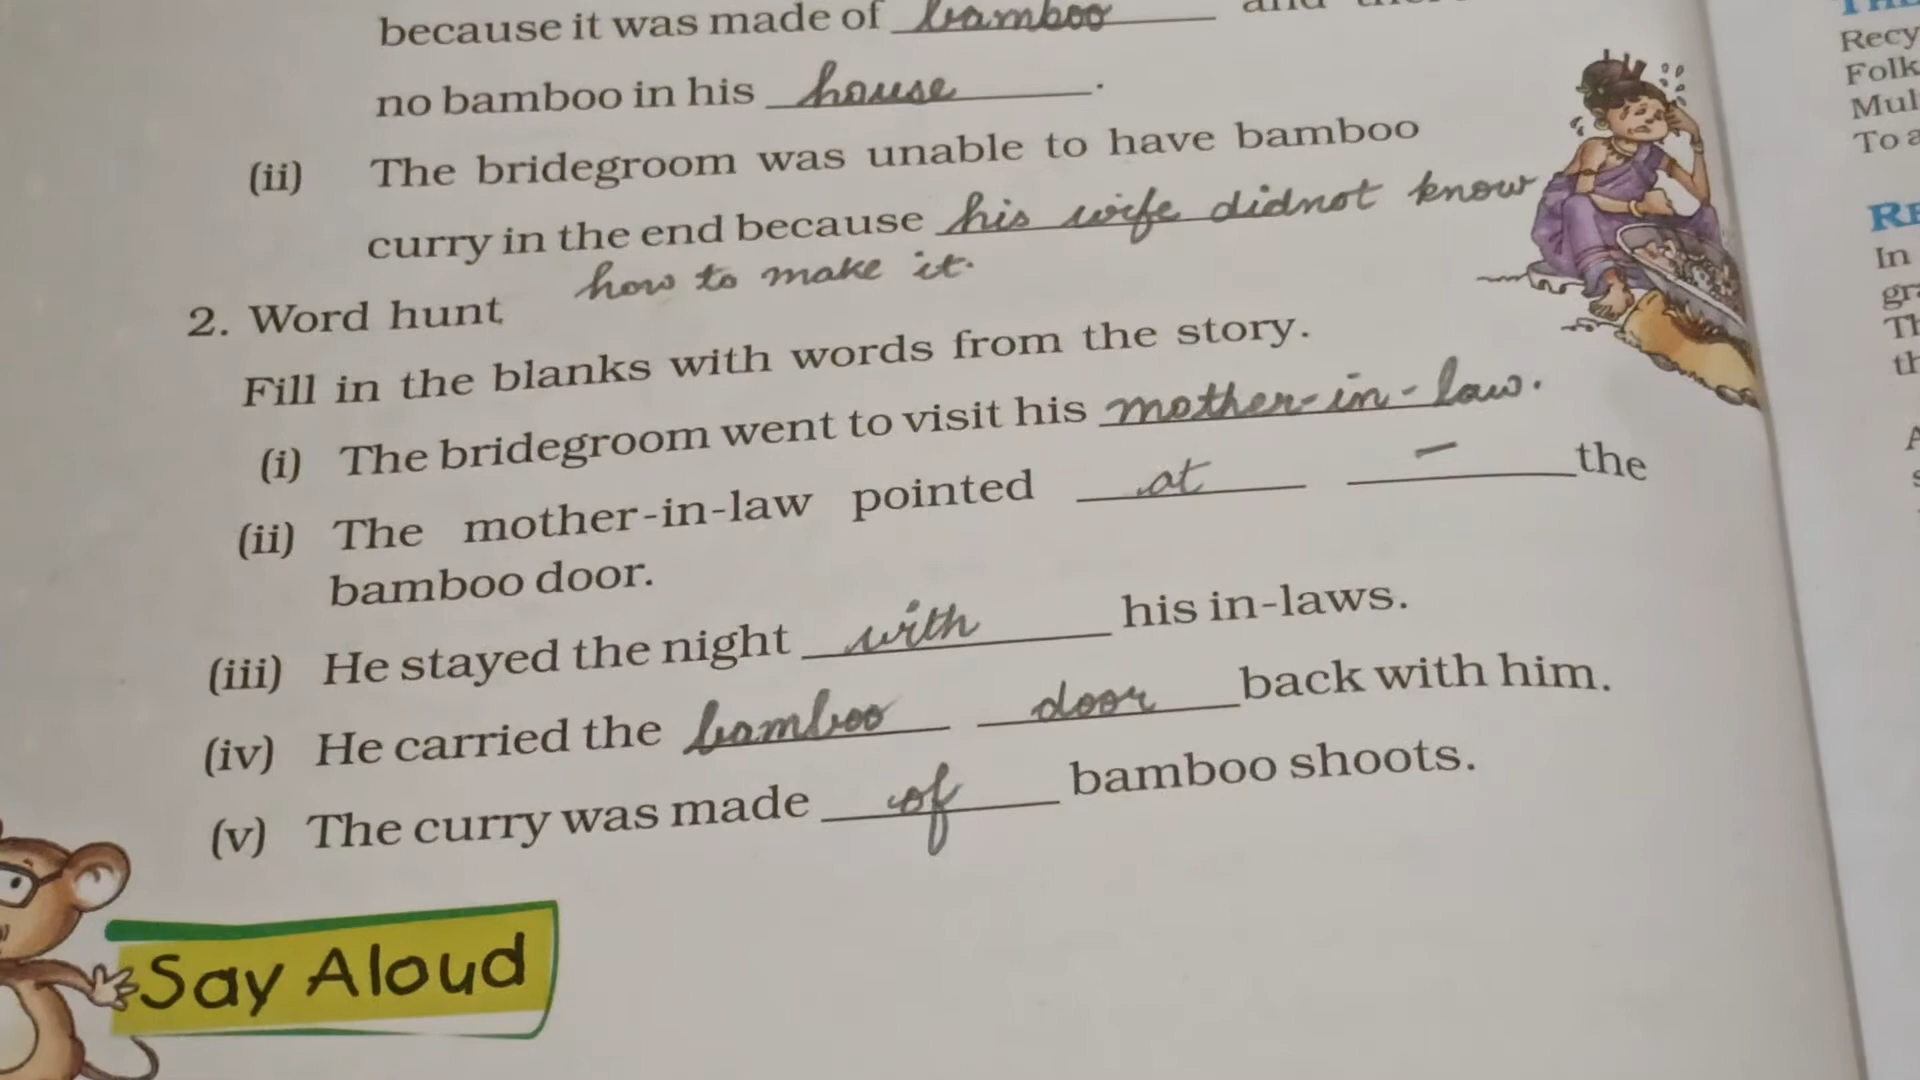 because it was made of bamboo and
no bamboo in his house.
(ii) The bridegroom was unable to have bamboo
curry in the end because his wife didnot know
how to make it.
2. Word hunt
Fill in the blanks with words from the story.
(i) The bridegroom went to visit his mother-in-law.
(ii) The mother-in-law pointed at — the
bamboo door.
(iii) He stayed the night with his in-laws.
(iv) He carried the bamboo door back with him.
(v) The curry was made of bamboo shoots.
Say Aloud
In